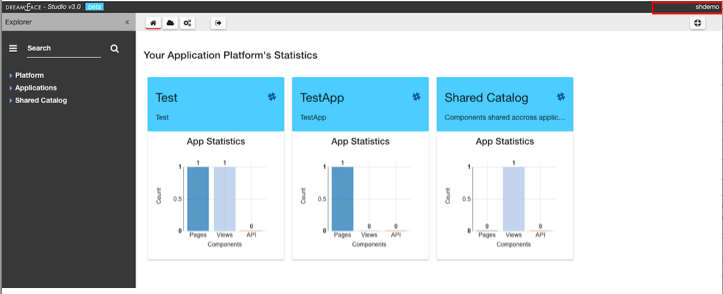 DREAMFACE - Studio v3.0 beta
shdemo
Explorer «
Search
Platform
Applications
Shared Catalog
Your Application Platform's Statistics
Test #
Test
App Statistics
Count
1
0.5
0
1 1 0
Pages Views API
Components
TestApp #
TestApp
App Statistics
Count
1
0.5
0
1 0 0
Pages Views API
Components
Shared Catalog #
Components shared accross applic...
App Statistics
Count
1
0.5
0
0 1 0
Pages Views API
Components